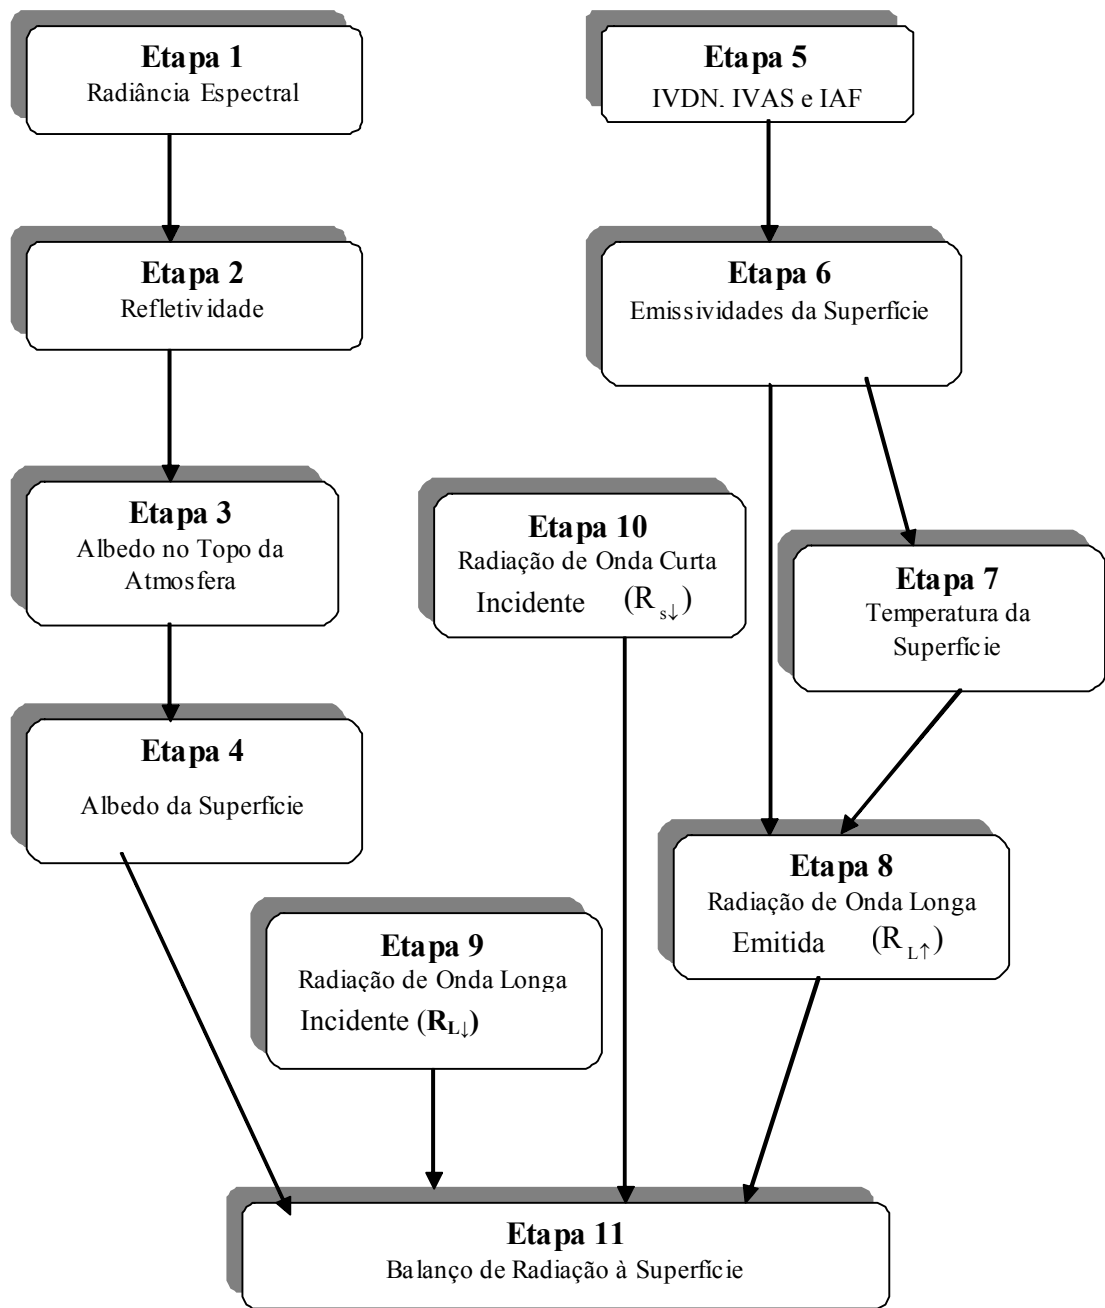 Etapa 1
Radiância Espectral
Etapa 5
IVDN. IVAS e IAF
Etapa 2
Refletividade
Etapa 6
Emissividades da Superfície
Etapa 3
Albedo no Topo da
Atmosfera
Etapa 10
Radiação de Onda Curta
Incidente (R s↓)
Etapa 7
Temperatura da
Superfície
Etapa 4
Albedo da Superfície
Etapa 8
Radiação de Onda Longa
Emitida (R L↑)
Etapa 9
Radiação de Onda Longa
Incidente (RL↓)
Etapa 11
Balanço de Radiação à Superfície